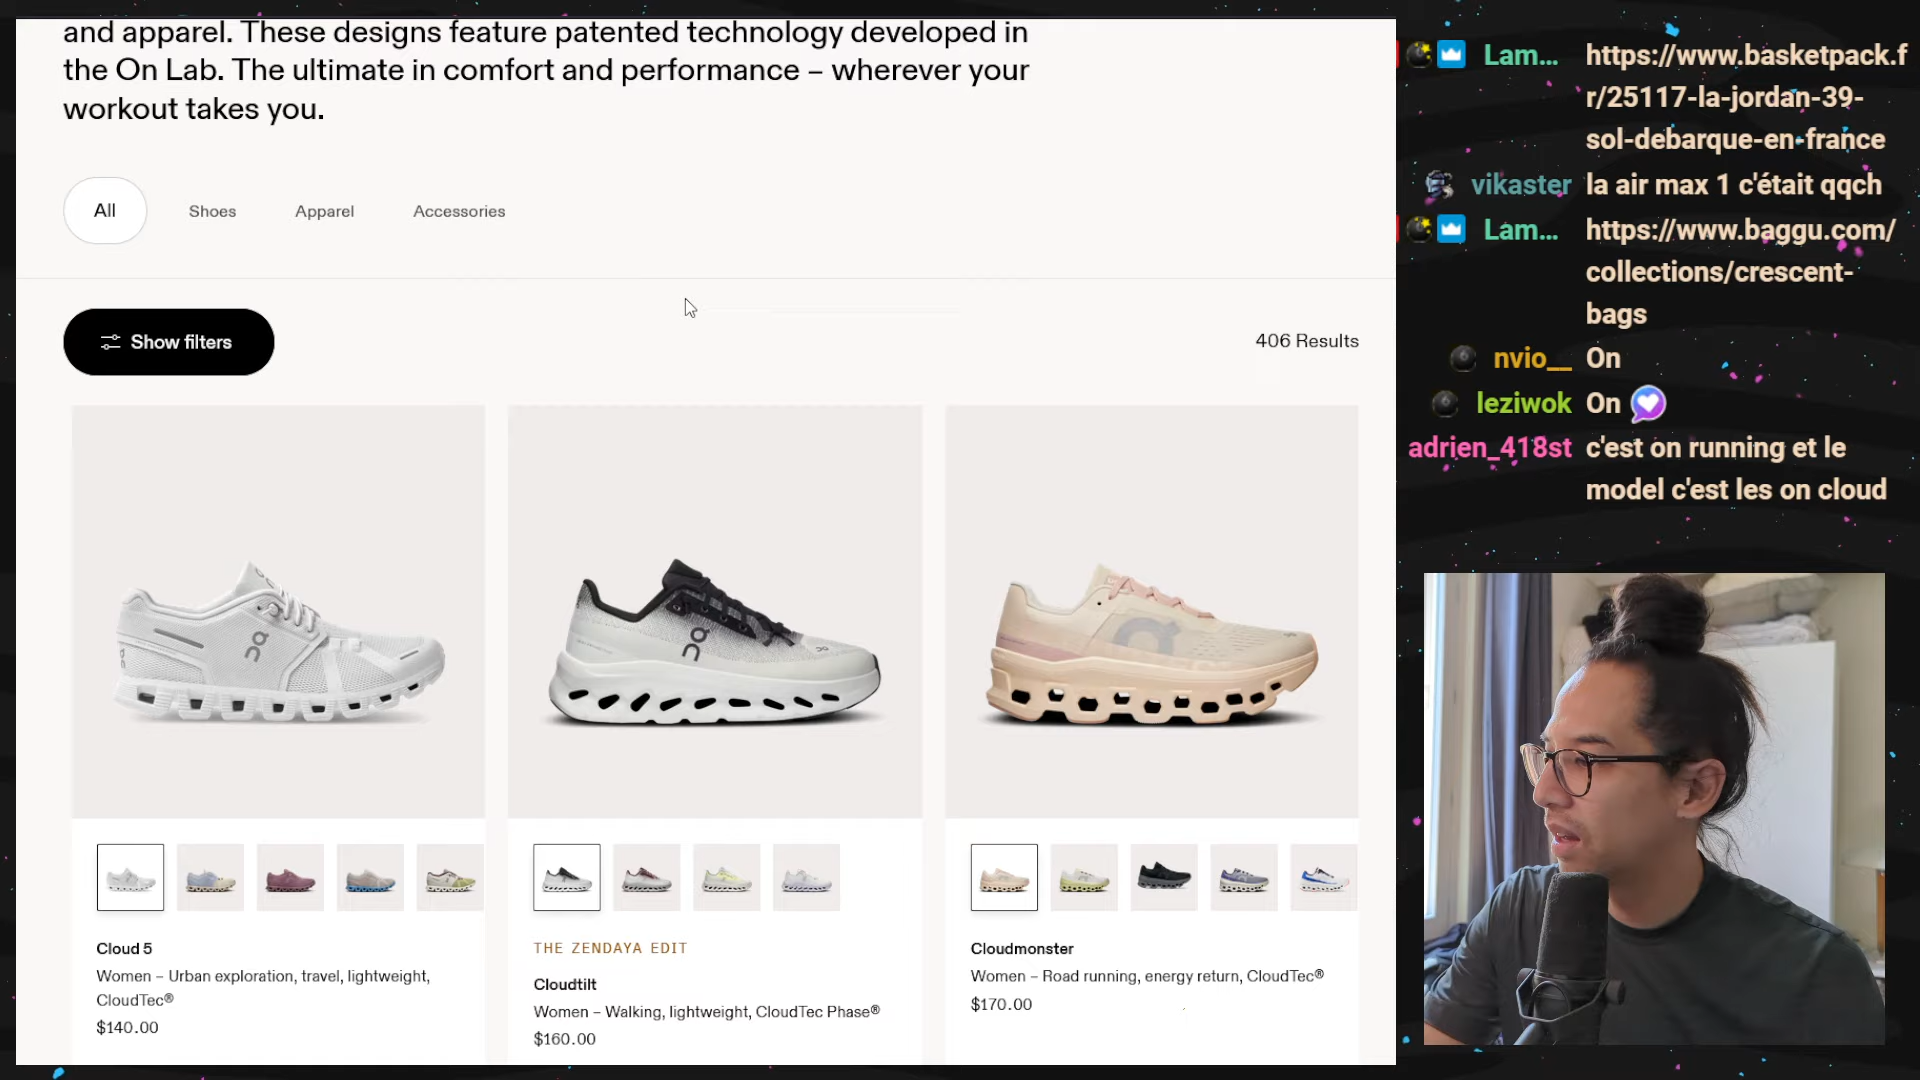 and apparel. These designs feature patented technology developed in
the On Lab. The ultimate in comfort and performance – wherever your
workout takes you.
All
Shoes
Apparel
Accessories
Show filters
406 Results
Cloud 5
Women – Urban exploration, travel, lightweight,
CloudTec®
$140.00
THE ZENDAYA EDIT
Cloudtilt
Women – Walking, lightweight, CloudTec Phase®
$160.00
Cloudmonster
Women – Road running, energy return, CloudTec®
$170.00
Lam... https://www.basketpack.f
r/25117-la-jordan-39-
sol-debarque-en-france
vikaster la air max 1 c'était qqch
Lam... https://www.baggu.com/
collections/crescent-
bags
nvio__ On
leziwok On
adrien_418st c'est on running et le
model c'est les on cloud